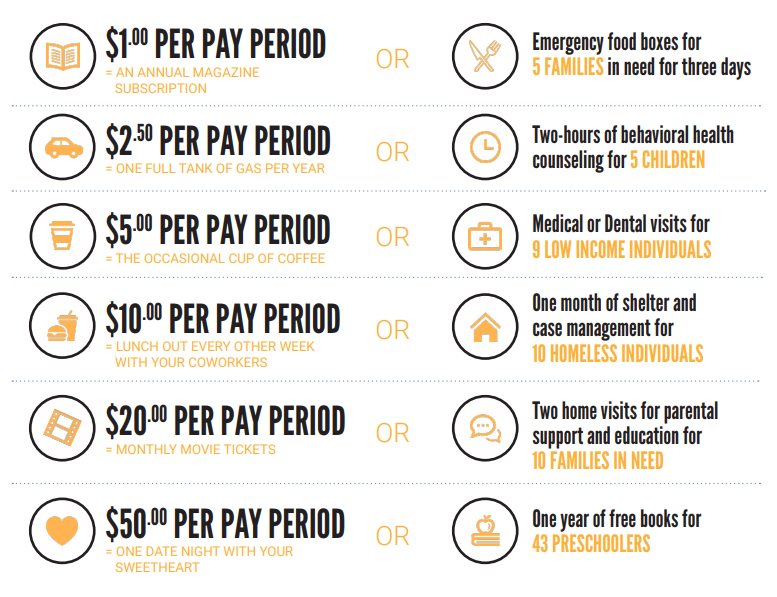 $1.00 PER PAY PERIOD
= AN ANNUAL MAGAZINE
SUBSCRIPTION
OR
Emergency food boxes for
5 FAMILIES in need for three days
$2.50 PER PAY PERIOD
= ONE FULL TANK OF GAS PER YEAR
OR
Two-hours of behavioral health
counseling for 5 CHILDREN
$5.00 PER PAY PERIOD
= THE OCCASIONAL CUP OF COFFEE
OR
Medical or Dental visits for
9 LOW INCOME INDIVIDUALS
$10.00 PER PAY PERIOD
= LUNCH OUT EVERY OTHER WEEK
WITH YOUR COWORKERS
OR
One month of shelter and
case management for
10 HOMELESS INDIVIDUALS
$20.00 PER PAY PERIOD
= MONTHLY MOVIE TICKETS
OR
Two home visits for parental
support and education for
10 FAMILIES IN NEED
$50.00 PER PAY PERIOD
= ONE DATE NIGHT WITH YOUR
SWEETHEART
OR
One year of free books for
43 PRESCHOOLERS